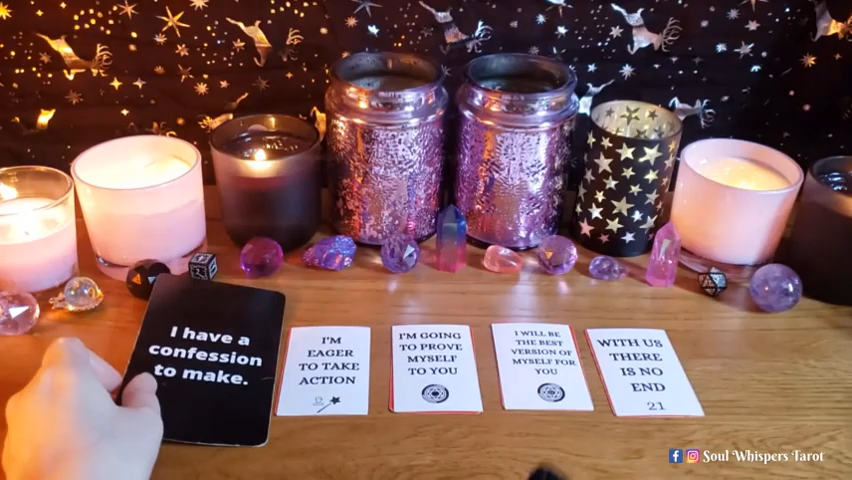 I have a
confession
to make.
I'M
EAGER
TO TAKE
ACTION
I'M GOING
TO PROVE
MYSELF
TO YOU
I WILL BE
THE BEST
VERSION OF
MYSELF FOR
YOU
WITH US
THERE
IS NO
END
21
Soul Whispers Tarot